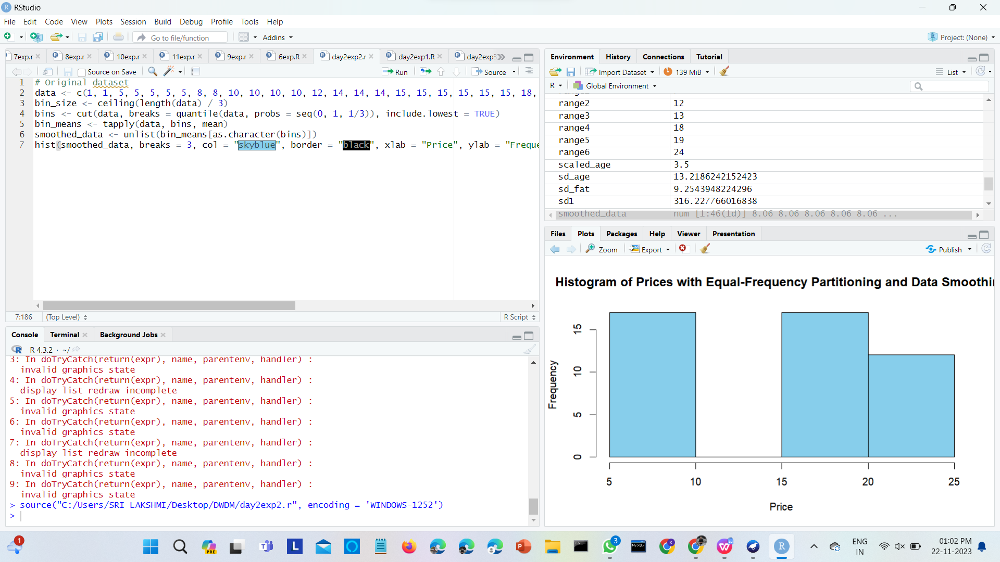 RStudio
File Edit Code View Plots Session Build Debug Profile Tools Help
Go to file/function Addins Project: (None)
7exp.r 8exp.r 10exp.r 11exp.r 9exp.r 6exp.R day2exp2.r day2exp1.R day2exp3
Source on Save Run Source
1 # Original dataset
2 data <- c(1, 1, 5, 5, 5, 5, 5, 8, 8, 10, 10, 10, 10, 12, 14, 14, 14, 15, 15, 15, 15, 15, 15, 18,
3 bin_size <- ceiling(length(data) / 3)
4 bins <- cut(data, breaks = quantile(data, probs = seq(0, 1, 1/3)), include.lowest = TRUE)
5 bin_means <- tapply(data, bins, mean)
6 smoothed_data <- unlist(bin_means[as.character(bins)])
7 hist(smoothed_data, breaks = 3, col = "skyblue", border = "black", xlab = "Price", ylab = "Freque
7:186 (Top Level) R Script
Console Terminal Background Jobs
R 4.3.2 · ~/
3: In doTryCatch(return(expr), name, parentenv, handler) :
invalid graphics state
4: In doTryCatch(return(expr), name, parentenv, handler) :
display list redraw incomplete
5: In doTryCatch(return(expr), name, parentenv, handler) :
invalid graphics state
6: In doTryCatch(return(expr), name, parentenv, handler) :
invalid graphics state
7: In doTryCatch(return(expr), name, parentenv, handler) :
display list redraw incomplete
8: In doTryCatch(return(expr), name, parentenv, handler) :
invalid graphics state
9: In doTryCatch(return(expr), name, parentenv, handler) :
invalid graphics state
> source("C:/Users/SRI LAKSHMI/Desktop/DWDM/day2exp2.r", encoding = 'WINDOWS-1252')
>
Environment History Connections Tutorial
Import Dataset 139 MiB List
R Global Environment
range2 12
range3 13
range4 18
range5 19
range6 24
scaled_age 3.5
sd_age 13.2186242152423
sd_fat 9.2543948224296
sd1 316.227766016838
smoothed_data num [1:46(1d)] 8.06 8.06 8.06 8.06 8.06 ...
Files Plots Packages Help Viewer Presentation
Zoom Export Publish
Histogram of Prices with Equal-Frequency Partitioning and Data Smoothi
Frequency
15
10
5
0
5 10 15 20 25
Price
1 PRE L MySQL 3 K R ENG IN 01:02 PM
22-11-2023